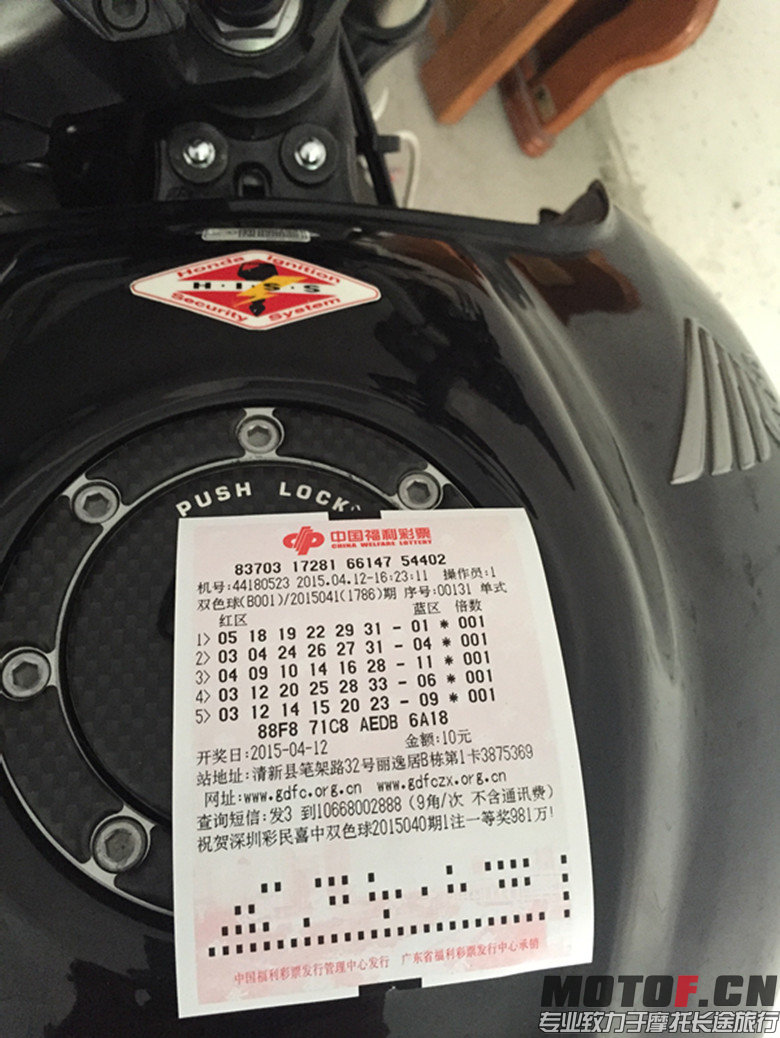 Honda Ignition
H·I·S·S
Security System
PUSH LOCK
中国福利彩票
CHINA WELFARE LOTTERY
83703 17281 66147 54402
机号:44180523 2015.04.12-16:23:11 操作员:1
双色球(B001)/2015041(1786)期 序号:00131 单式
红区 蓝区 倍数
1> 05 18 19 22 29 31 - 01 * 001
2> 03 04 24 26 27 31 - 04 * 001
3> 04 09 10 14 16 28 - 11 * 001
4> 03 12 20 25 28 33 - 06 * 001
5> 03 12 14 15 20 23 - 09 * 001
88F8 71C8 AEDB 6A18
开奖日:2015-04-12 金额:10元
站地址:清新县笔架路32号丽逸居B栋第1卡3875369
网址:www.gdfc.org.cn www.gdfczx.org.cn
查询短信:发3 到10668002888 (9角/次 不含通讯费)
祝贺深圳彩民喜中双色球2015040期1注一等奖981万!
中国福利彩票发行管理中心发行 广东省福利彩票发行中心承销
MOTOF.CN
专业致力于摩托长途旅行